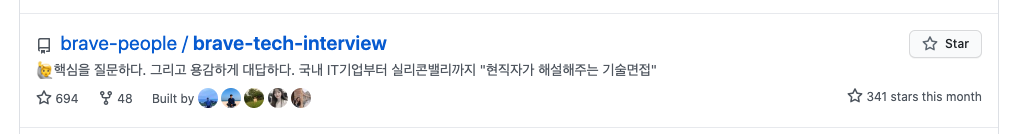 brave-people / brave-tech-interview
Star
핵심을 질문하다. 그리고 용감하게 대답하다. 국내 IT기업부터 실리콘밸리까지 "현직자가 해설해주는 기술면접"
694 48 Built by 341 stars this month